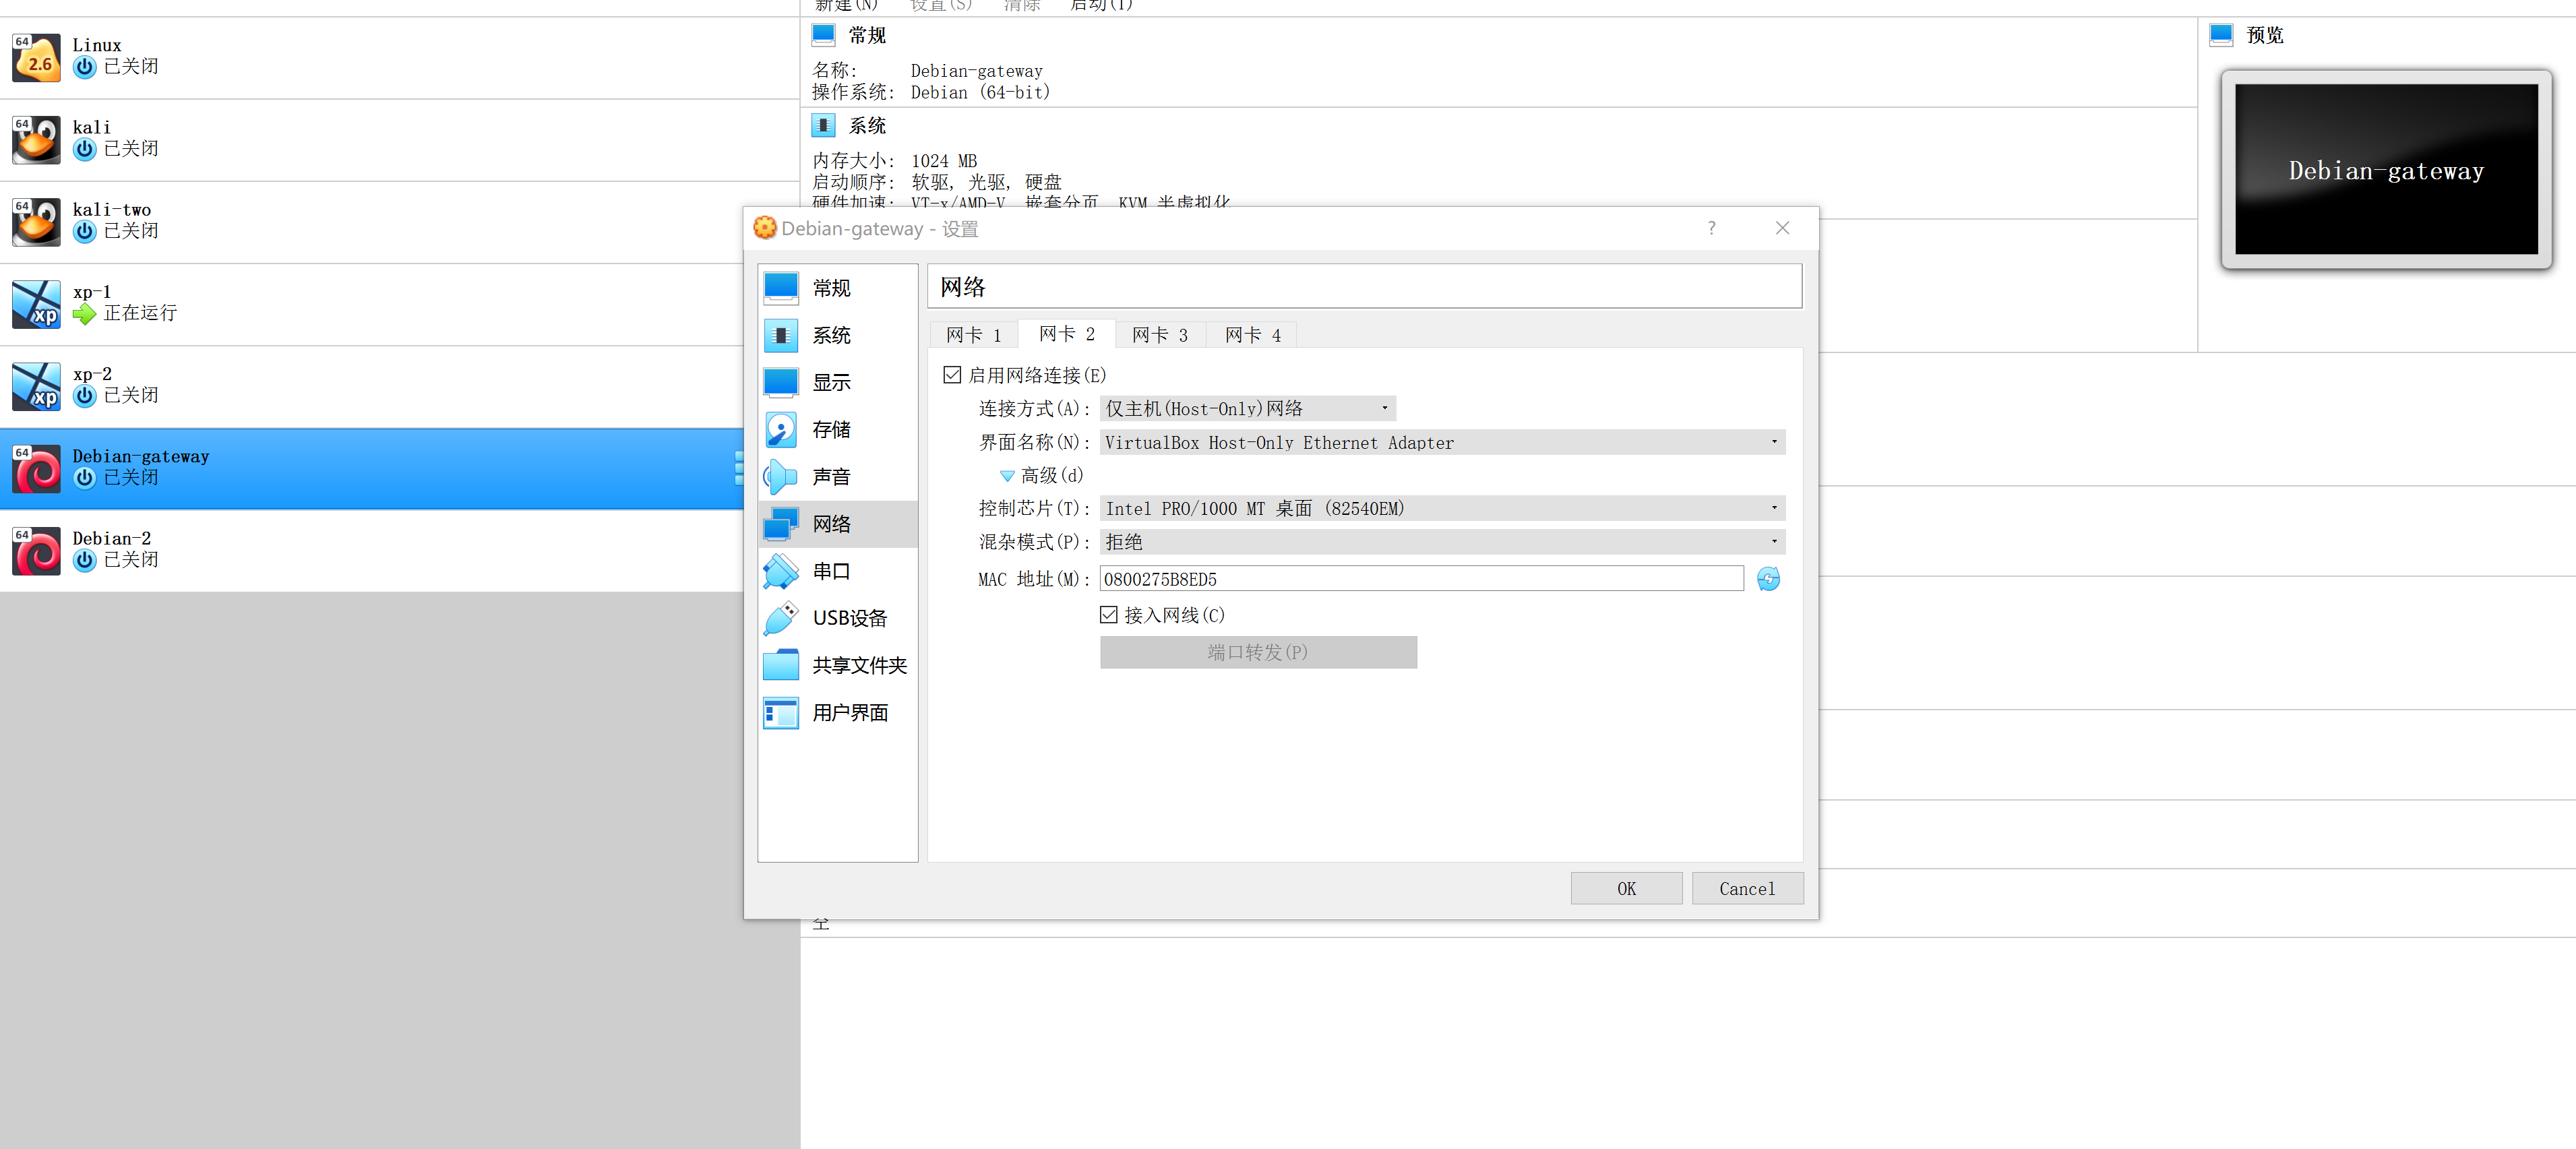 新建(N) 设置(S) 清除 启动(T)
64
Linux
2.6
已关闭
64
kali
已关闭
64
kali-two
已关闭
xp-1
xp
正在运行
xp-2
xp
已关闭
64
Debian-gateway
已关闭
64
Debian-2
已关闭
常规
名称: Debian-gateway
操作系统: Debian (64-bit)
系统
内存大小: 1024 MB
启动顺序: 软驱, 光驱, 硬盘
硬件加速: VT-x/AMD-V, 嵌套分页, KVM 半虚拟化
预览
Debian-gateway
Debian-gateway - 设置
?
常规
系统
显示
存储
声音
网络
串口
USB设备
共享文件夹
用户界面
网络
网卡 1 网卡 2 网卡 3 网卡 4
启用网络连接(E)
连接方式(A): 仅主机(Host-Only)网络
界面名称(N): VirtualBox Host-Only Ethernet Adapter
高级(d)
控制芯片(T): Intel PRO/1000 MT 桌面 (82540EM)
混杂模式(P): 拒绝
MAC 地址(M): 0800275B8ED5
接入网线(C)
端口转发(P)
OK Cancel
空